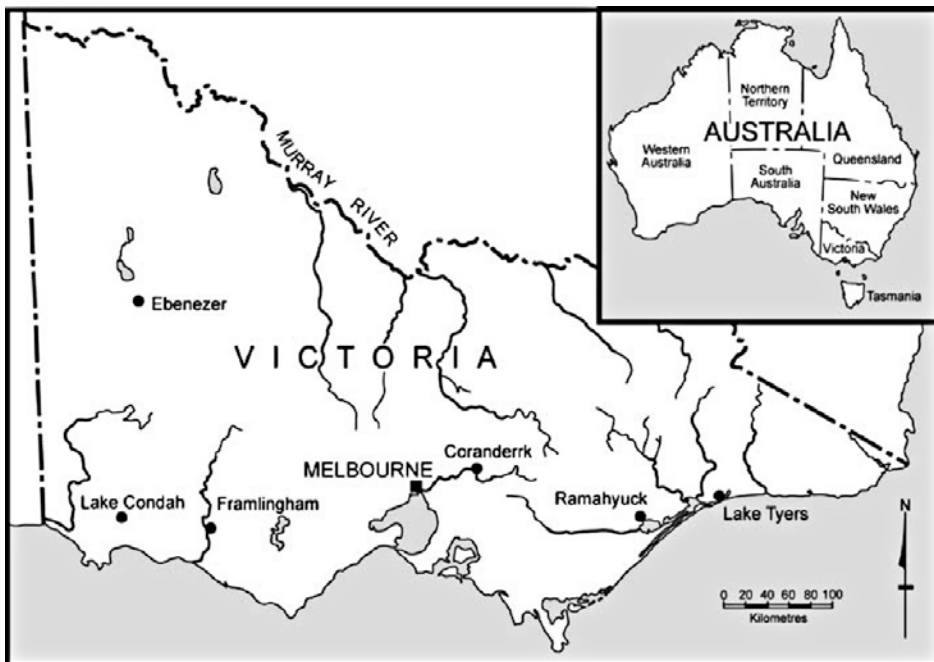 MURRAY RIVER
Ebenezer
VICTORIA
Coranderrk
MELBOURNE
Lake Condah
Framlingham
Ramahyuck
Lake Tyers
N
0 20 40 60 80 100
Kilometres
Northern
Territory
AUSTRALIA
Western
Australia
Queensland
South
Australia
New
South Wales
Victoria
Tasmania